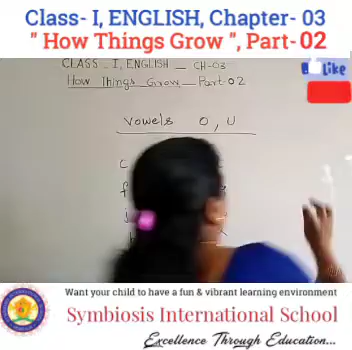 Class- I, ENGLISH, Chapter- 03
" How Things Grow ", Part-02
CLASS - I, ENGLISH - CH-03
How Things Grow - Part 02
Like
Vowels O, U
C
f
Want your child to have a fun & vibrant learning environment
Symbiosis International School
Excellence Through Education...